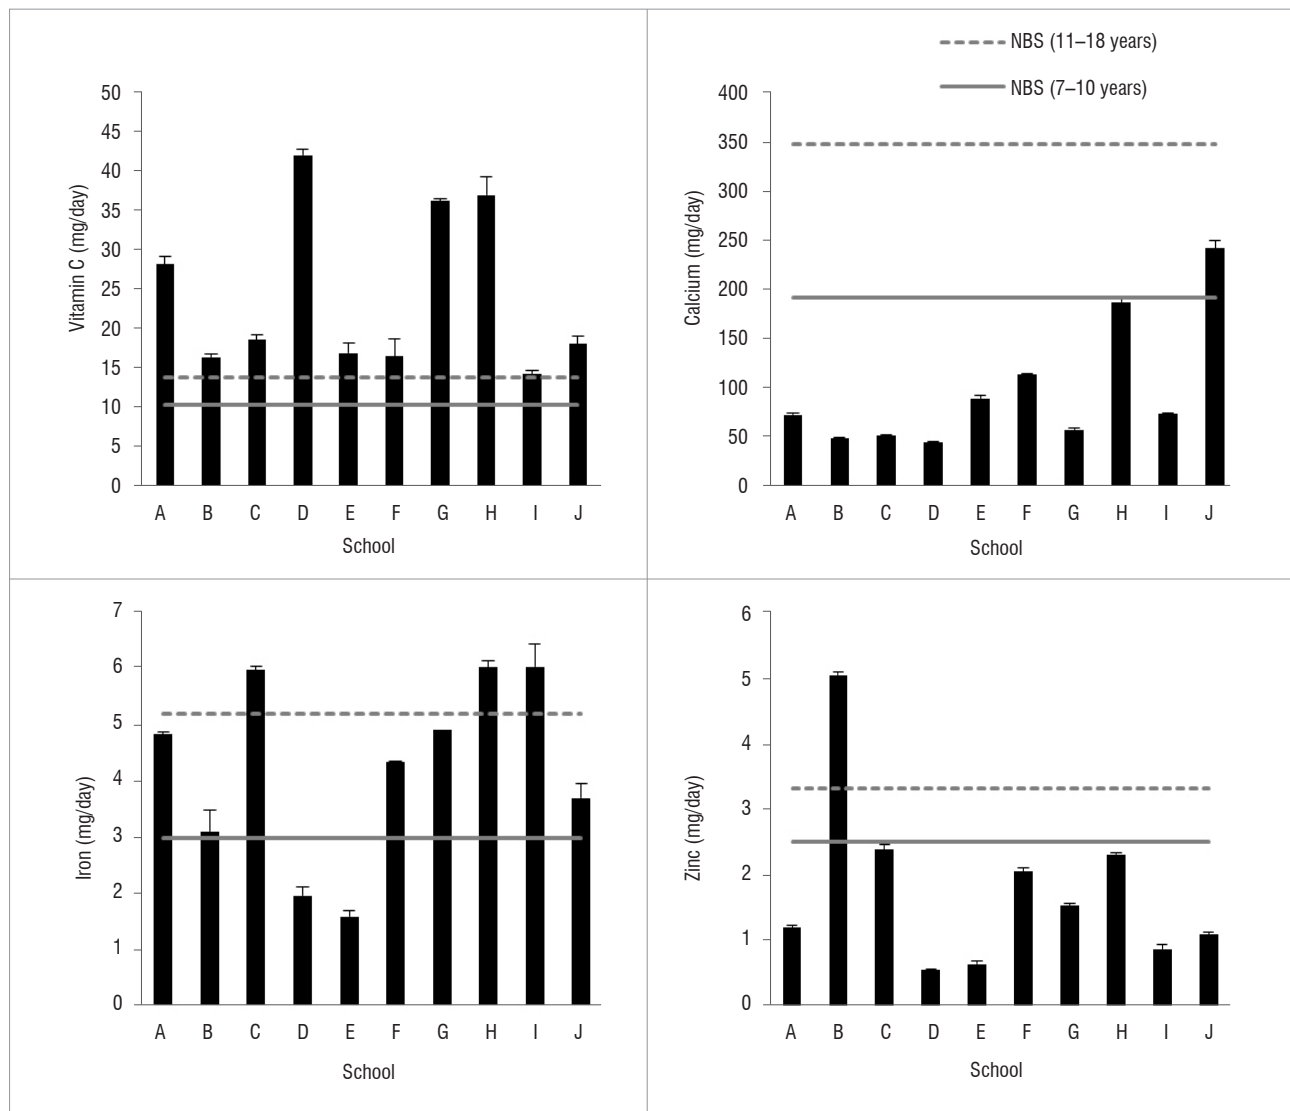 NBS (11–18 years)
NBS (7–10 years)
Vitamin C (mg/day)
50
45
40
35
30
25
20
15
10
5
0
A B C D E F G H I J
School
Calcium (mg/day)
400
350
300
250
200
150
100
50
0
A B C D E F G H I J
School
Iron (mg/day)
7
6
5
4
3
2
1
0
A B C D E F G H I J
School
Zinc (mg/day)
6
5
4
3
2
1
0
A B C D E F G H I J
School